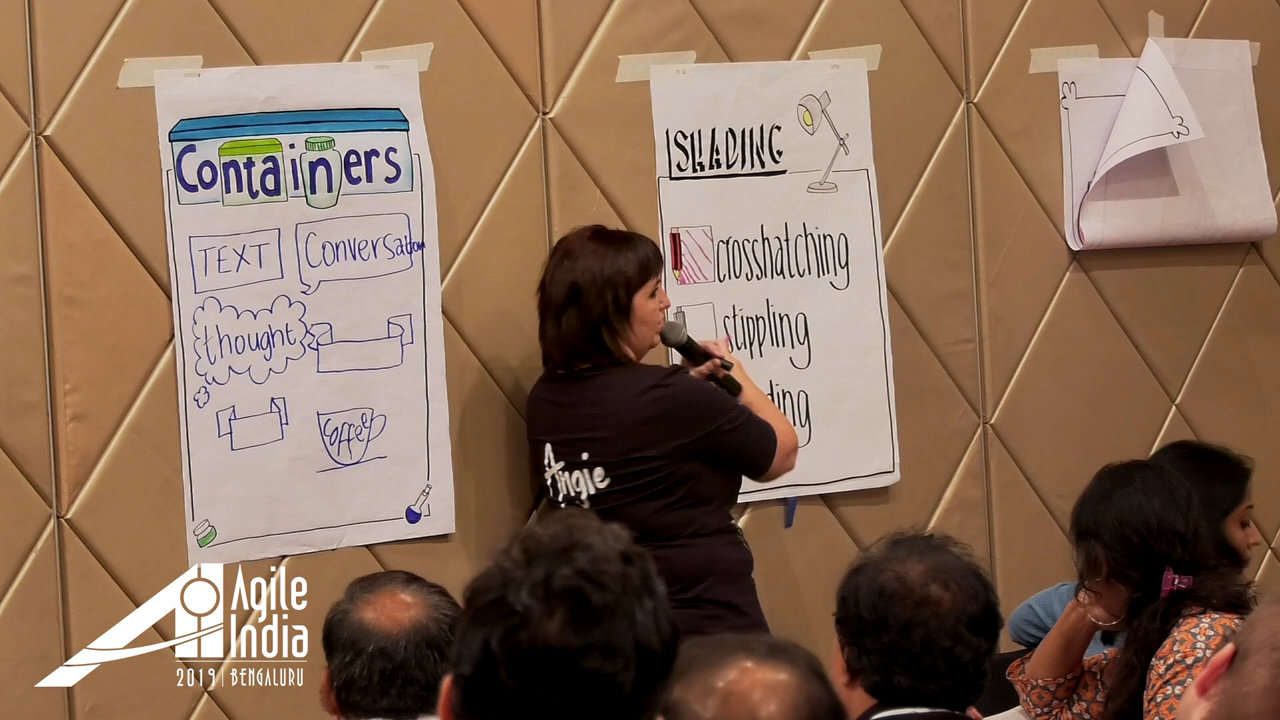 Containers
TEXT
Conversation
thought
Coffee
SHADING
crosshatching
stippling
Angie
Agile
India
2019 | BENGALURU